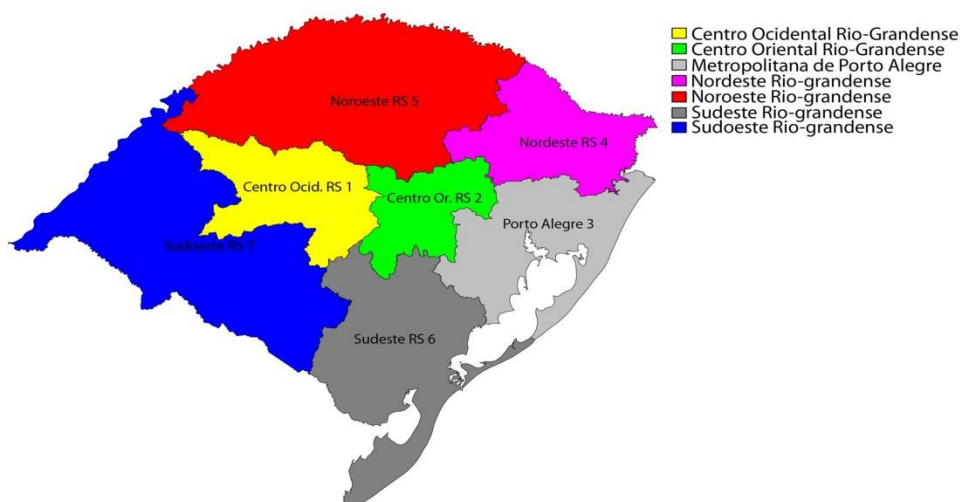 Centro Ocidental Rio-Grandense
Centro Oriental Rio-Grandense
Metropolitana de Porto Alegre
Nordeste Rio-grandense
Noroeste Rio-grandense
Sudeste Rio-grandense
Sudoeste Rio-grandense
Noroeste RS 5
Nordeste RS 4
Centro Ocid. RS 1
Centro Or. RS 2
Porto Alegre 3
Sudoeste RS 7
Sudeste RS 6